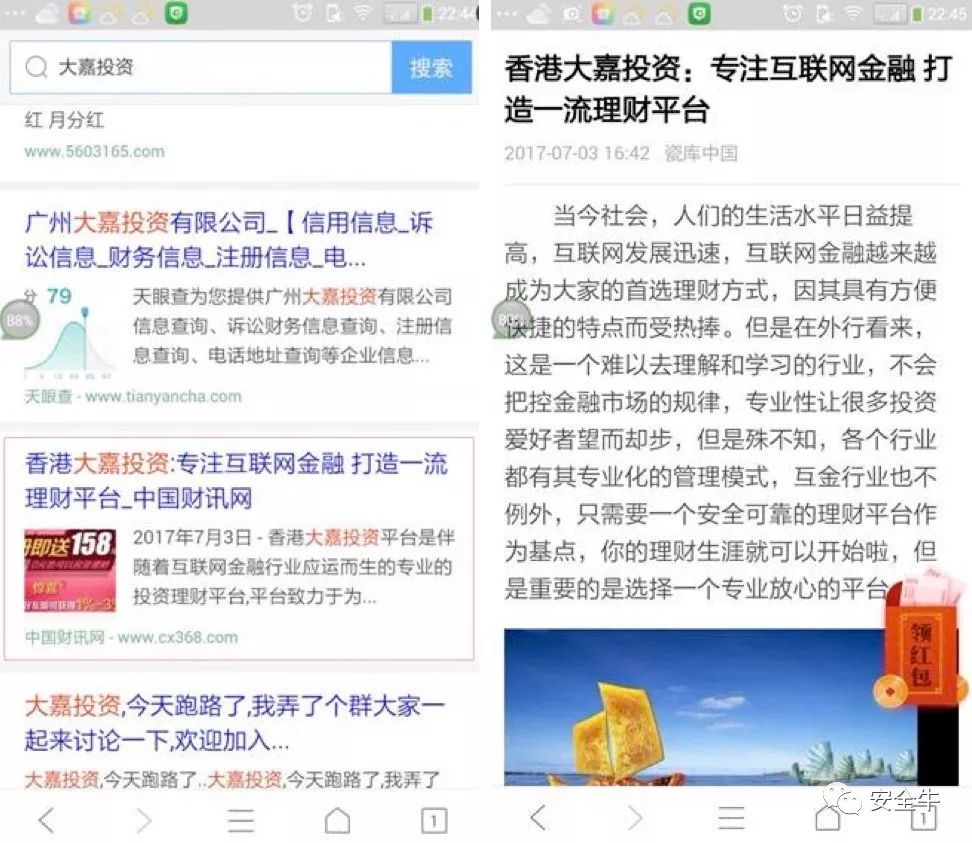 22:44
大嘉投资
搜索
红 月分红
www.5603165.com
广州大嘉投资有限公司_【信用信息_诉
讼信息_财务信息_注册信息_电...
分 79
88%
天眼查为您提供广州大嘉投资有限公司
信息查询、诉讼财务信息查询、注册信
息查询、电话地址查询等企业信息...
天眼查 - www.tianyancha.com
香港大嘉投资:专注互联网金融 打造一流
理财平台_中国财讯网
即送158
惊喜
2017年7月3日 - 香港大嘉投资平台是伴
随着互联网金融行业应运而生的专业的
投资理财平台,平台致力于为...
中国财讯网 - www.cx368.com
大嘉投资,今天跑路了,我弄了个群大家一
起来讨论一下,欢迎加入...
大嘉投资,今天跑路了..大嘉投资,今天跑路了,我弄了
1
22:45
香港大嘉投资：专注互联网金融 打
造一流理财平台
2017-07-03 16:42 瓷库中国
当今社会，人们的生活水平日益提
高，互联网发展迅速，互联网金融越来越
成为大家的首选理财方式，因其具有方便
快捷的特点而受热捧。但是在外行看来，
这是一个难以去理解和学习的行业，不会
把控金融市场的规律，专业性让很多投资
爱好者望而却步，但是殊不知，各个行业
都有其专业化的管理模式，互金行业也不
例外，只需要一个安全可靠的理财平台作
为基点，你的理财生涯就可以开始啦，但
是重要的是选择一个专业放心的平台
领红包
安全牛
1